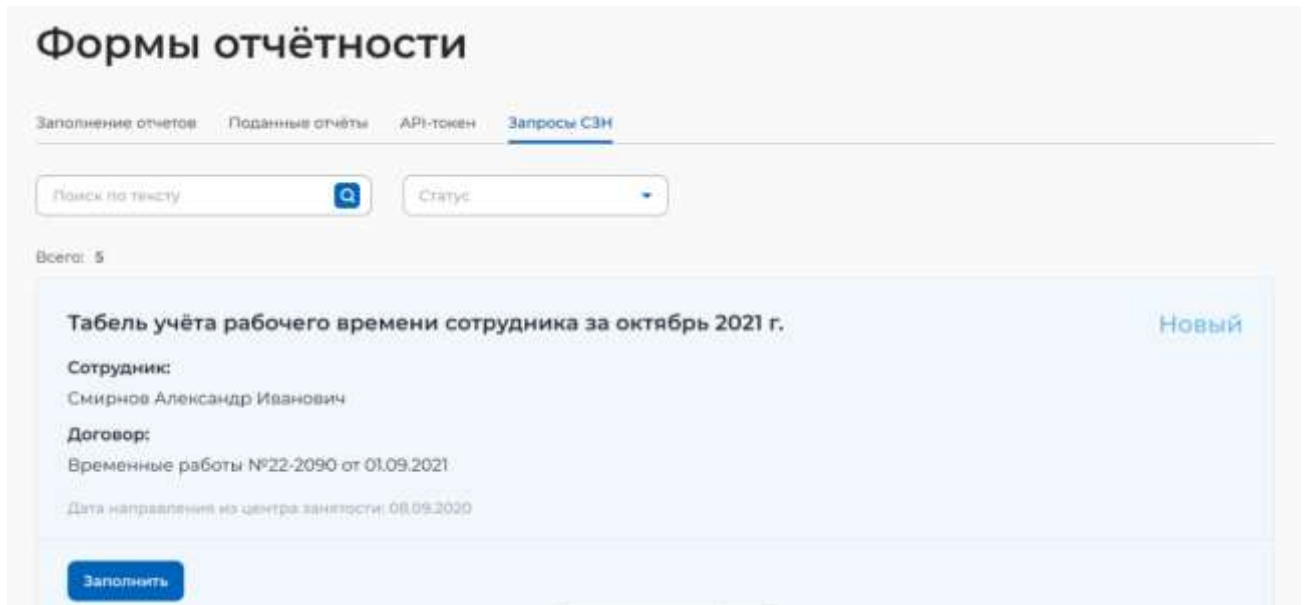 Формы отчётности
Заполнение отчетов Поданные отчёты API-токен Запросы СЗН
Поиск по тексту Статус
Всего: 5
Табель учёта рабочего времени сотрудника за октябрь 2021 г. Новый
Сотрудник:
Смирнов Александр Иванович
Договор:
Временные работы №22-2090 от 01.09.2021
Дата направления из центра занятости: 08.09.2020
Заполнить